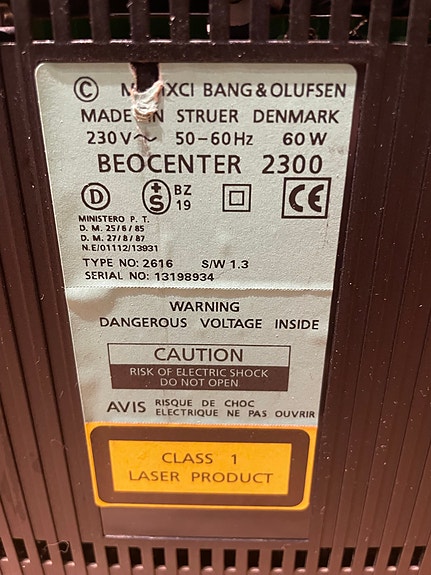 © MCMXCI BANG & OLUFSEN
MADE IN STRUER DENMARK
230 V～ 50-60Hz 60 W
BEOCENTER 2300
D +S BZ 19 CE
MINISTERO P. T.
D. M. 25/6/85
D. M. 27/8/87
N.E/01112/13931
TYPE NO: 2616 S/W 1.3
SERIAL NO: 13198934
WARNING
DANGEROUS VOLTAGE INSIDE
CAUTION
RISK OF ELECTRIC SHOCK
DO NOT OPEN
AVIS RISQUE DE CHOC
ELECTRIQUE NE PAS OUVRIR
CLASS 1
LASER PRODUCT